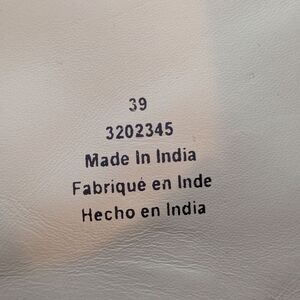 39
3202345
Made In India
Fabriqué en Inde
Hecho en India